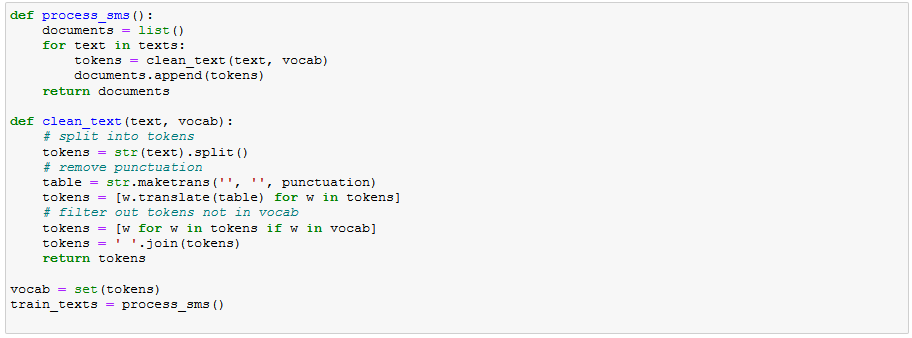 def process_sms():
    documents = list()
    for text in texts:
        tokens = clean_text(text, vocab)
        documents.append(tokens)
    return documents

def clean_text(text, vocab):
    # split into tokens
    tokens = str(text).split()
    # remove punctuation
    table = str.maketrans('', '', punctuation)
    tokens = [w.translate(table) for w in tokens]
    # filter out tokens not in vocab
    tokens = [w for w in tokens if w in vocab]
    tokens = ' '.join(tokens)
    return tokens

vocab = set(tokens)
train_texts = process_sms()